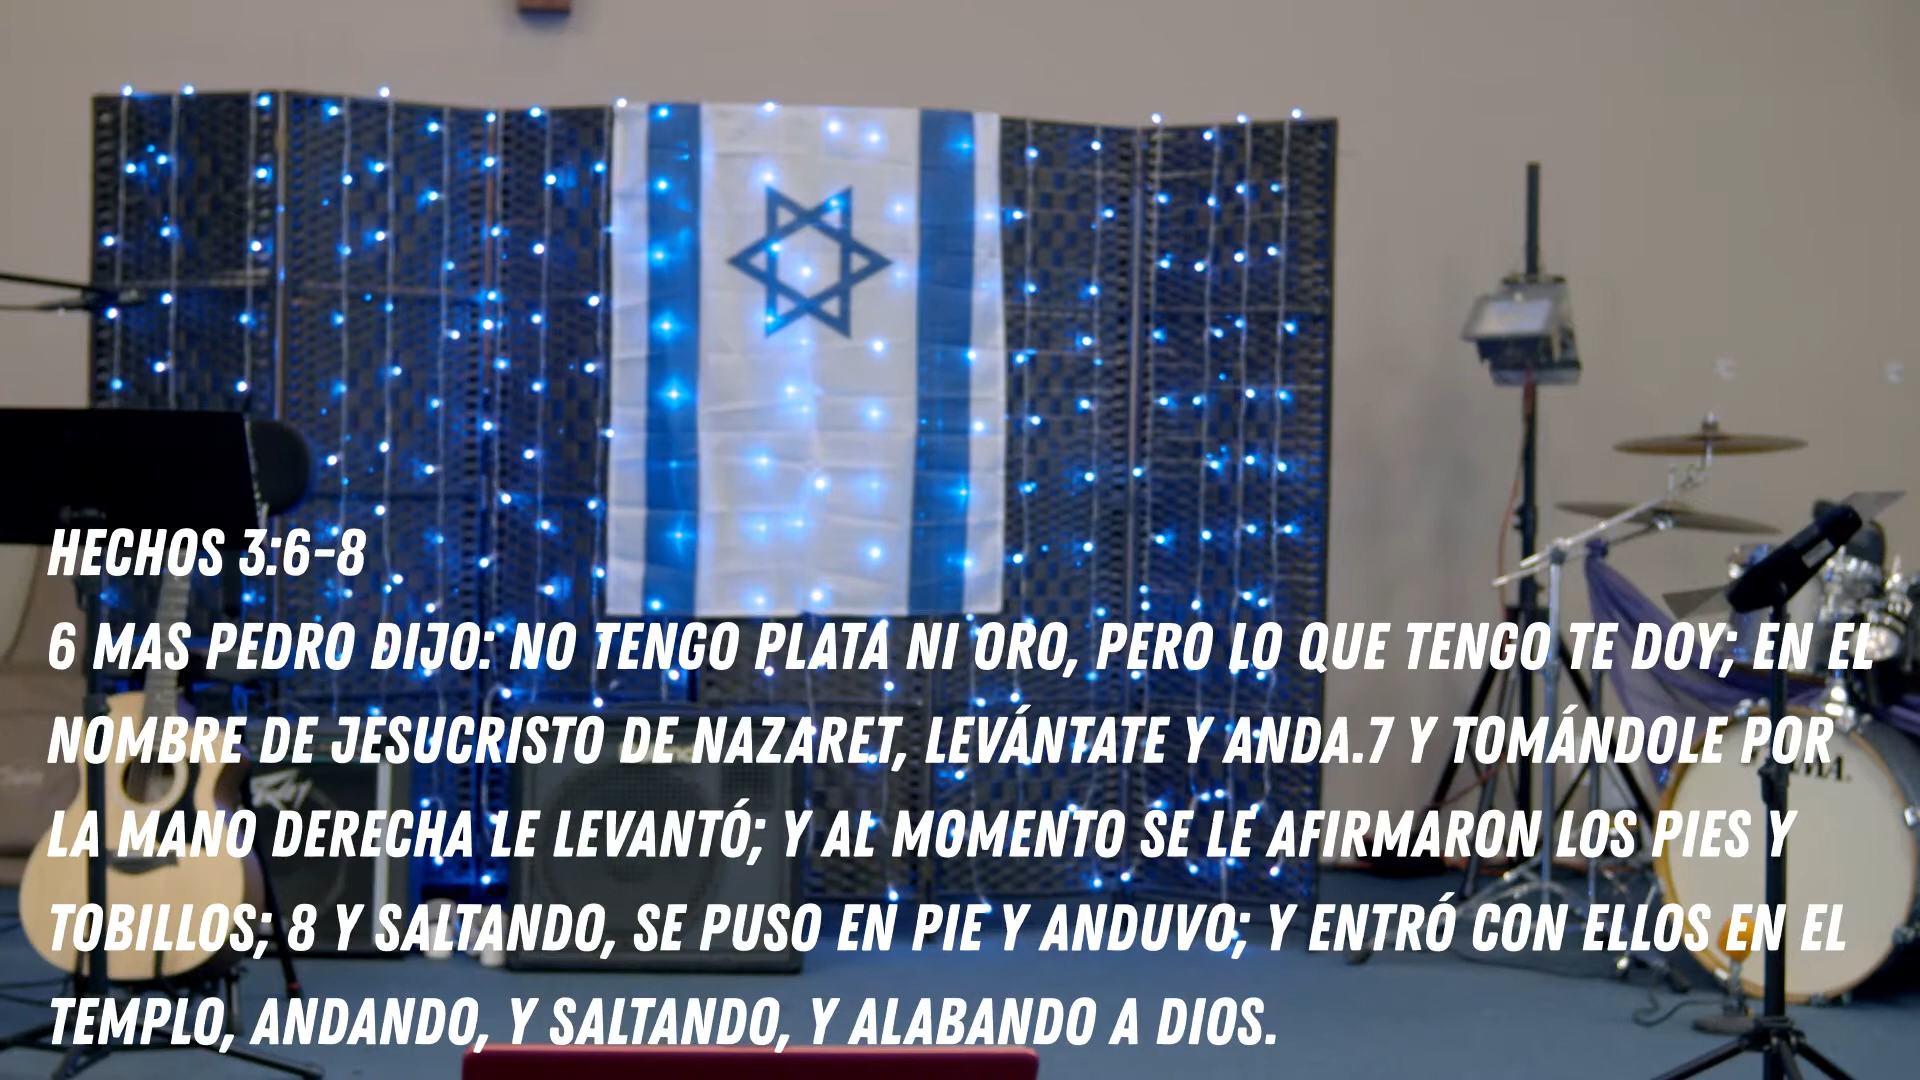 HECHOS 3:6-8
6 MAS PEDRO DIJO: NO TENGO PLATA NI ORO, PERO LO QUE TENGO TE DOY; EN EL
NOMBRE DE JESUCRISTO DE NAZARET, LEVÁNTATE Y ANDA.7 Y TOMÁNDOLE POR
LA MANO DERECHA LE LEVANTÓ; Y AL MOMENTO SE LE AFIRMARON LOS PIES Y
TOBILLOS; 8 Y SALTANDO, SE PUSO EN PIE Y ANDUVO; Y ENTRÓ CON ELLOS EN EL
TEMPLO, ANDANDO, Y SALTANDO, Y ALABANDO A DIOS.